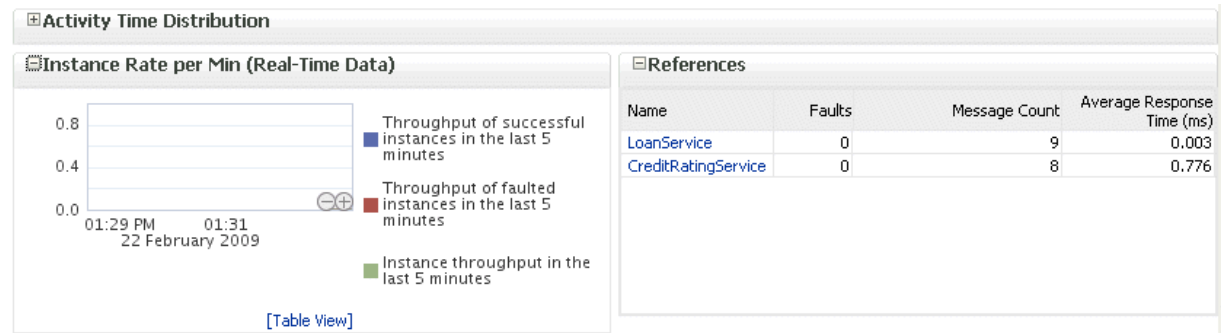 Activity Time Distribution
Instance Rate per Min (Real-Time Data)
0.8
0.4
0.0
01:29 PM 01:31
22 February 2009
Throughput of successful
instances in the last 5
minutes
Throughput of faulted
instances in the last 5
minutes
Instance throughput in the
last 5 minutes
[Table View]
References
Name Faults Message Count Average Response
Time (ms)
LoanService 0 9 0.003
CreditRatingService 0 8 0.776